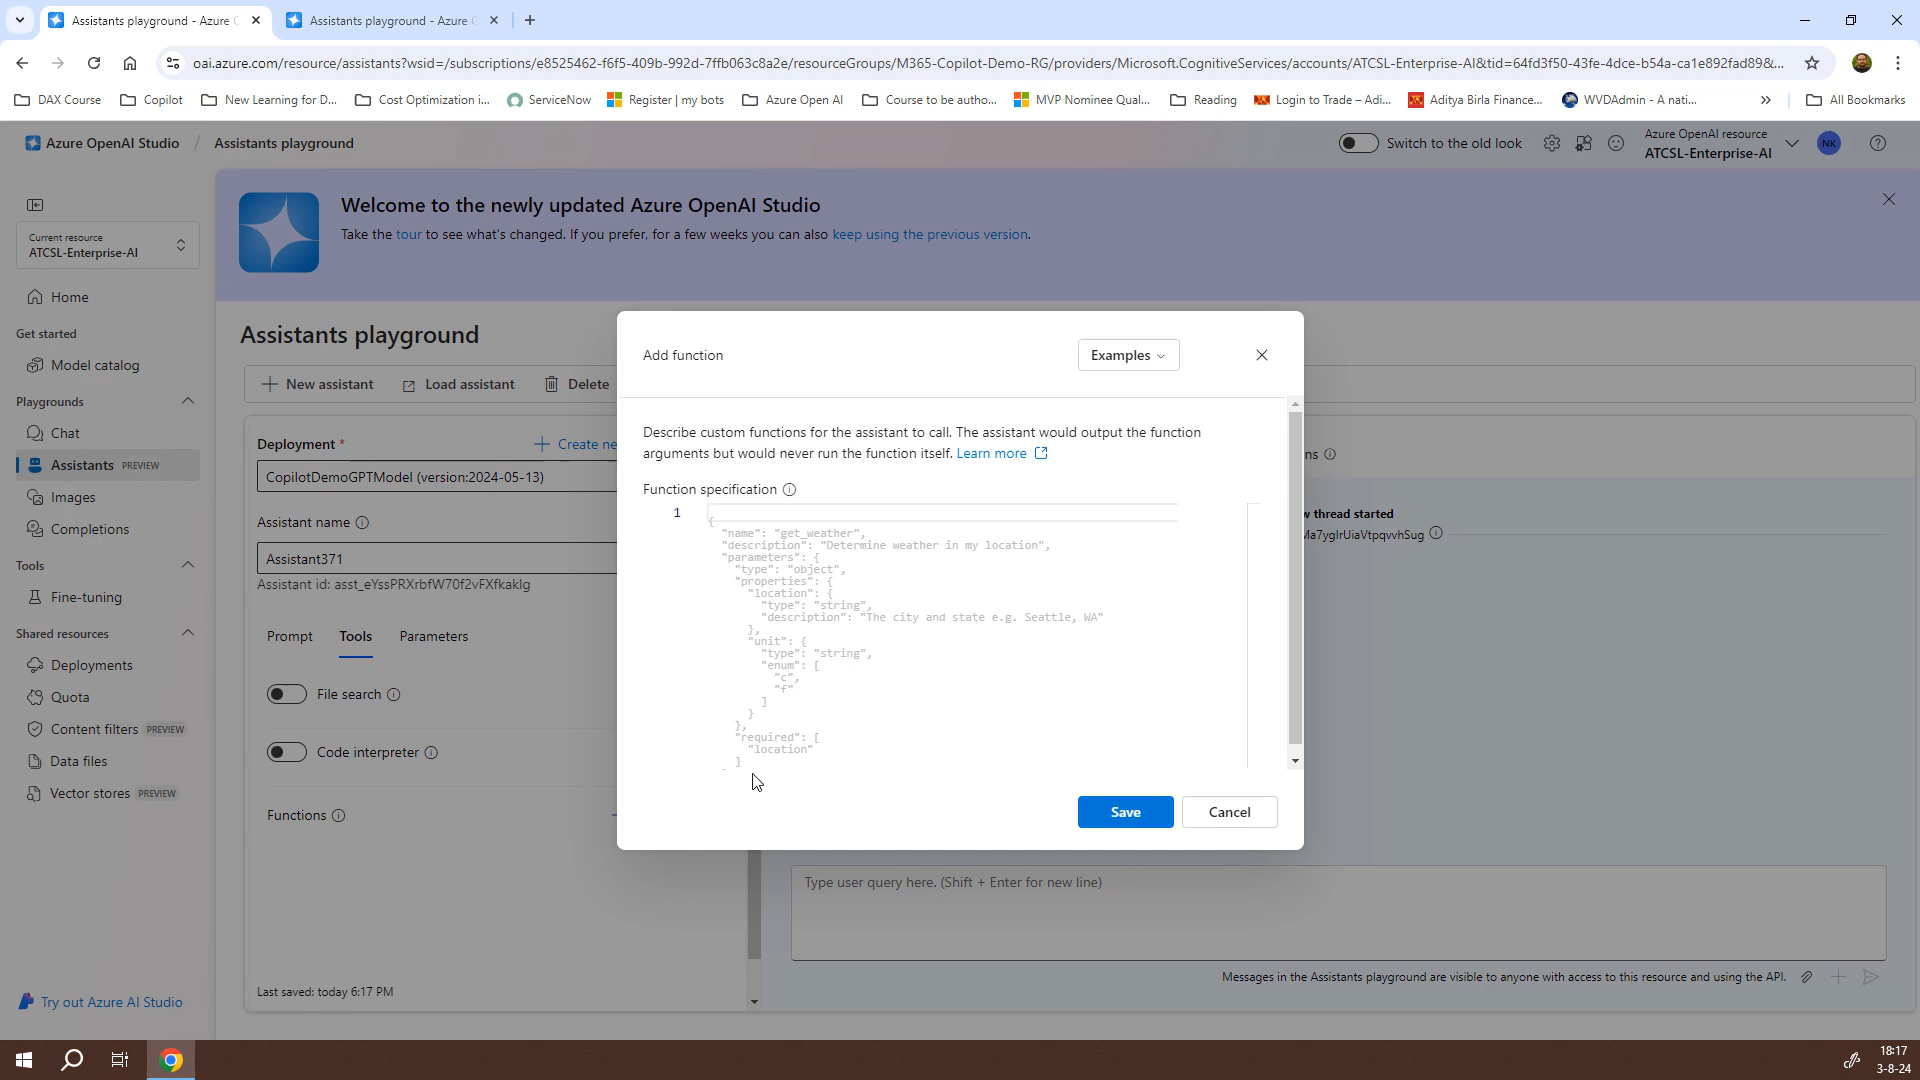 Assistants playground - Azure
Assistants playground - Azure
oai.azure.com/resource/assistants?wsid=/subscriptions/e8525462-f6f5-409b-992d-7ffb063c8a2e/resourceGroups/M365-Copilot-Demo-RG/providers/Microsoft.CognitiveServices/accounts/ATCSL-Enterprise-AI&tid=64fd3f50-43fe-4dce-b54a-ca1e892fad89&...
DAX Course
Copilot
New Learning for D...
Cost Optimization i...
ServiceNow
Register | my bots
Azure Open AI
Course to be autho...
MVP Nominee Qual...
Reading
Login to Trade – Adi...
Aditya Birla Finance...
WVDAdmin - A nati...
All Bookmarks
Azure OpenAI Studio / Assistants playground
Switch to the old look
Azure OpenAI resource
ATCSL-Enterprise-AI
NK
Current resource
ATCSL-Enterprise-AI
Home
Get started
Model catalog
Playgrounds
Chat
Assistants PREVIEW
Images
Completions
Tools
Fine-tuning
Shared resources
Deployments
Quota
Content filters PREVIEW
Data files
Vector stores PREVIEW
Try out Azure AI Studio
Welcome to the newly updated Azure OpenAI Studio
Take the tour to see what's changed. If you prefer, for a few weeks you can also keep using the previous version.
Assistants playground
New assistant
Load assistant
Delete
Deployment *
Create ne
CopilotDemoGPTModel (version:2024-05-13)
Assistant name
Assistant371
Assistant id: asst_eYssPRXrbfW70f2vFXfkaklg
Prompt
Tools
Parameters
File search
Code interpreter
Functions
Last saved: today 6:17 PM
Add function
Examples
Describe custom functions for the assistant to call. The assistant would output the function
arguments but would never run the function itself. Learn more
Function specification
1
{
"name": "get_weather",
"description": "Determine weather in my location",
"parameters": {
"type": "object",
"properties": {
"location": {
"type": "string",
"description": "The city and state e.g. Seattle, WA"
},
"unit": {
"type": "string",
"enum": [
"c",
"f"
]
}
},
"required": [
"location"
]
Save
Cancel
ns
w thread started
Ma7yglrUiaVtpqvvhSug
Type user query here. (Shift + Enter for new line)
Messages in the Assistants playground are visible to anyone with access to this resource and using the API.
18:17
3-8-24